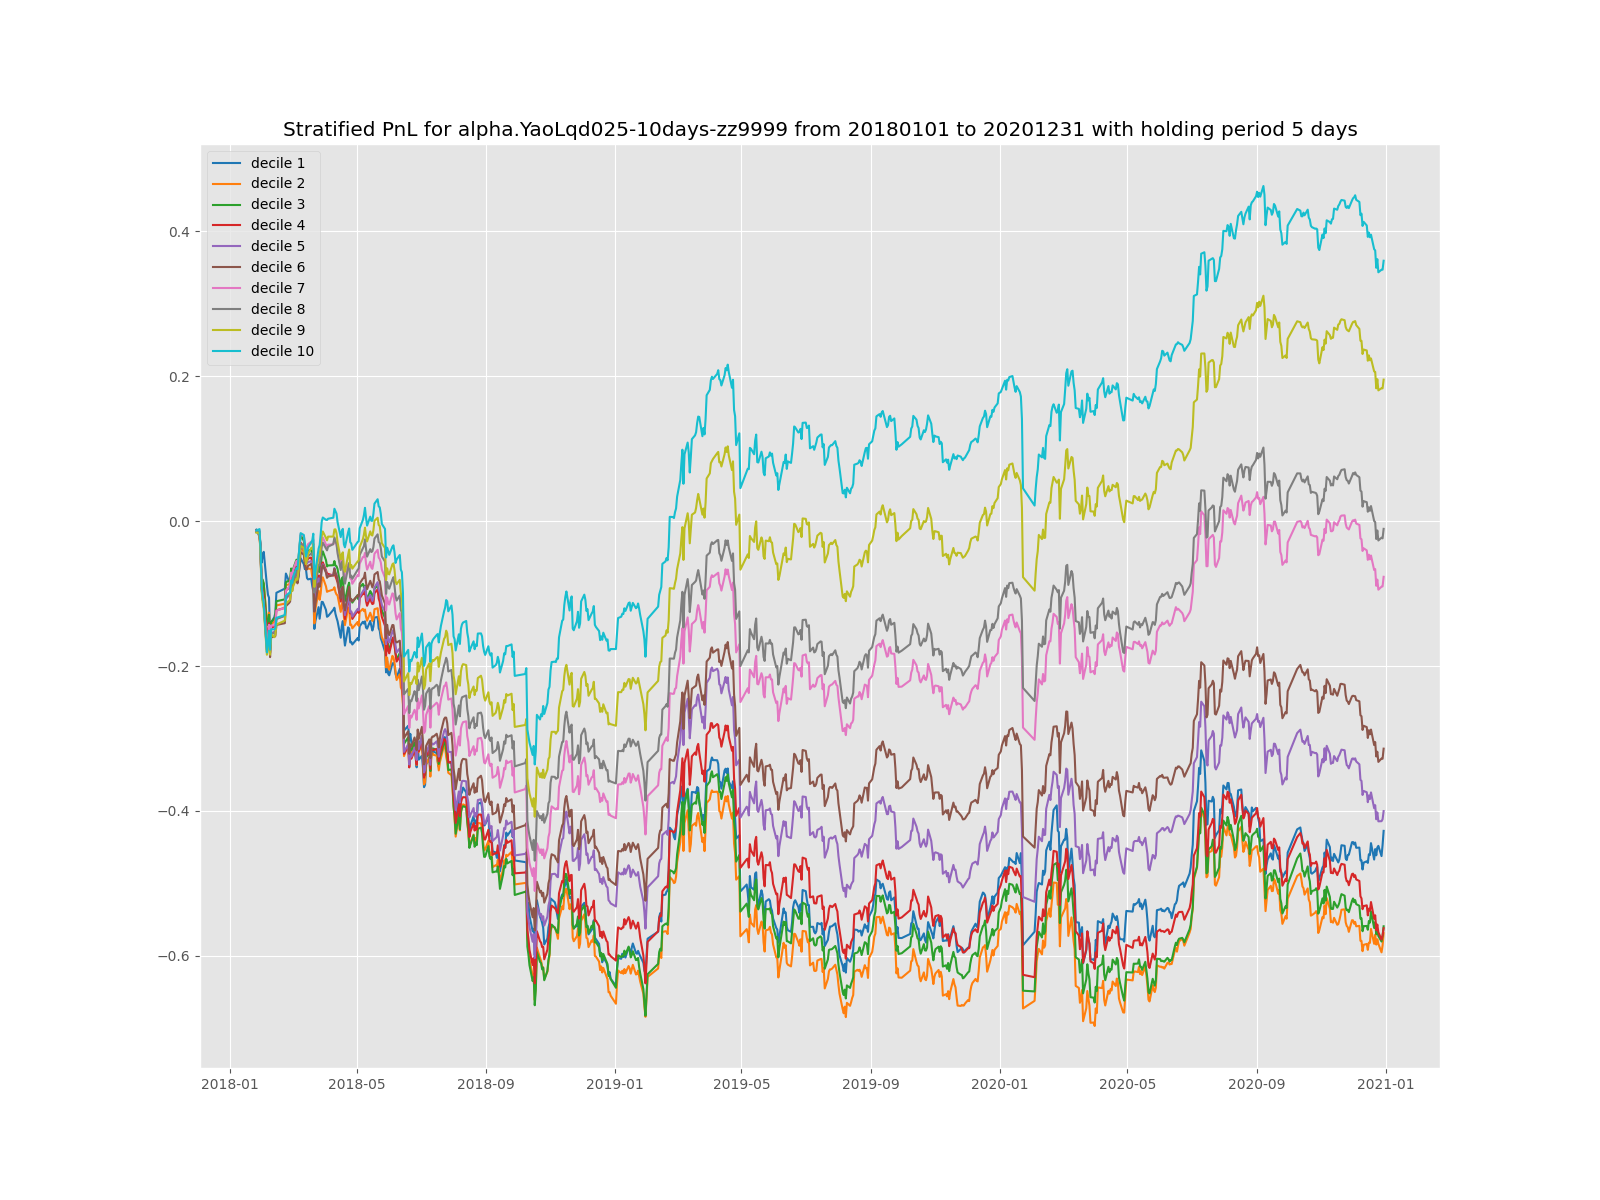 Stratified PnL for alpha.YaoLqd025-10days-zz9999 from 20180101 to 20201231 with holding period 5 days
decile 1
decile 2
decile 3
decile 4
decile 5
decile 6
decile 7
decile 8
decile 9
decile 10
0.4
0.2
0.0
−0.2
−0.4
−0.6
2018-01 2018-05 2018-09 2019-01 2019-05 2019-09 2020-01 2020-05 2020-09 2021-01